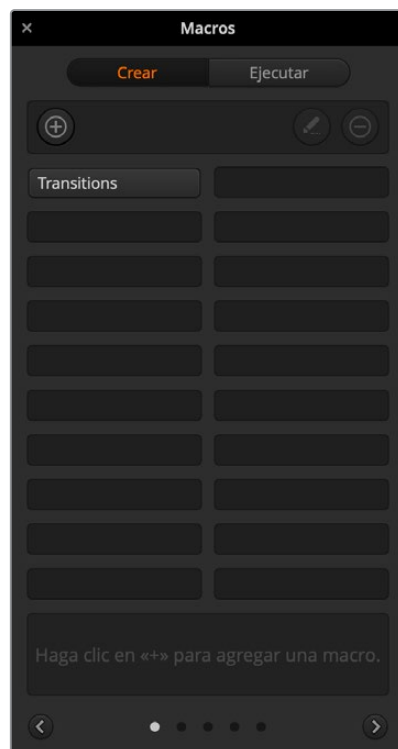 Macros
Crear
Ejecutar
Transitions
Haga clic en «+» para agregar una macro.